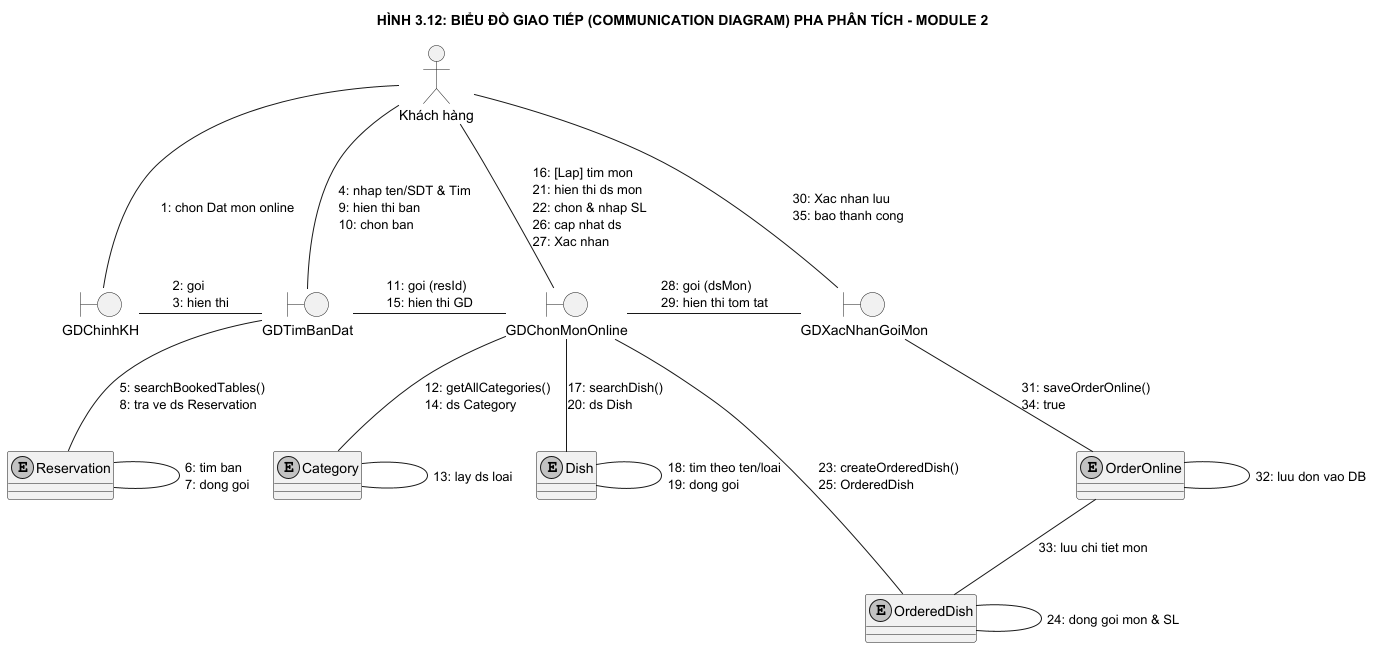 HÌNH 3.12: BIỂU ĐỒ GIAO TIẾP (COMMUNICATION DIAGRAM) PHA PHÂN TÍCH - MODULE 2
Khách hàng
1: chon Dat mon online
4: nhap ten/SDT & Tim
9: hien thi ban
10: chon ban
16: [Lap] tim mon
21: hien thi ds mon
22: chon & nhap SL
26: cap nhat ds
27: Xac nhan
30: Xac nhan luu
35: bao thanh cong
2: goi
3: hien thi
11: goi (resId)
15: hien thi GD
28: goi (dsMon)
29: hien thi tom tat
GDChinhKH
GDTimBanDat
GDChonMonOnline
GDXacNhanGoiMon
5: searchBookedTables()
8: tra ve ds Reservation
12: getAllCategories()
14: ds Category
17: searchDish()
20: ds Dish
31: saveOrderOnline()
34: true
E Reservation
6: tim ban
7: dong goi
E Category
13: lay ds loai
E Dish
18: tim theo ten/loai
19: dong goi
23: createOrderedDish()
25: OrderedDish
E OrderOnline
32: luu don vao DB
33: luu chi tiet mon
E OrderedDish
24: dong goi mon & SL